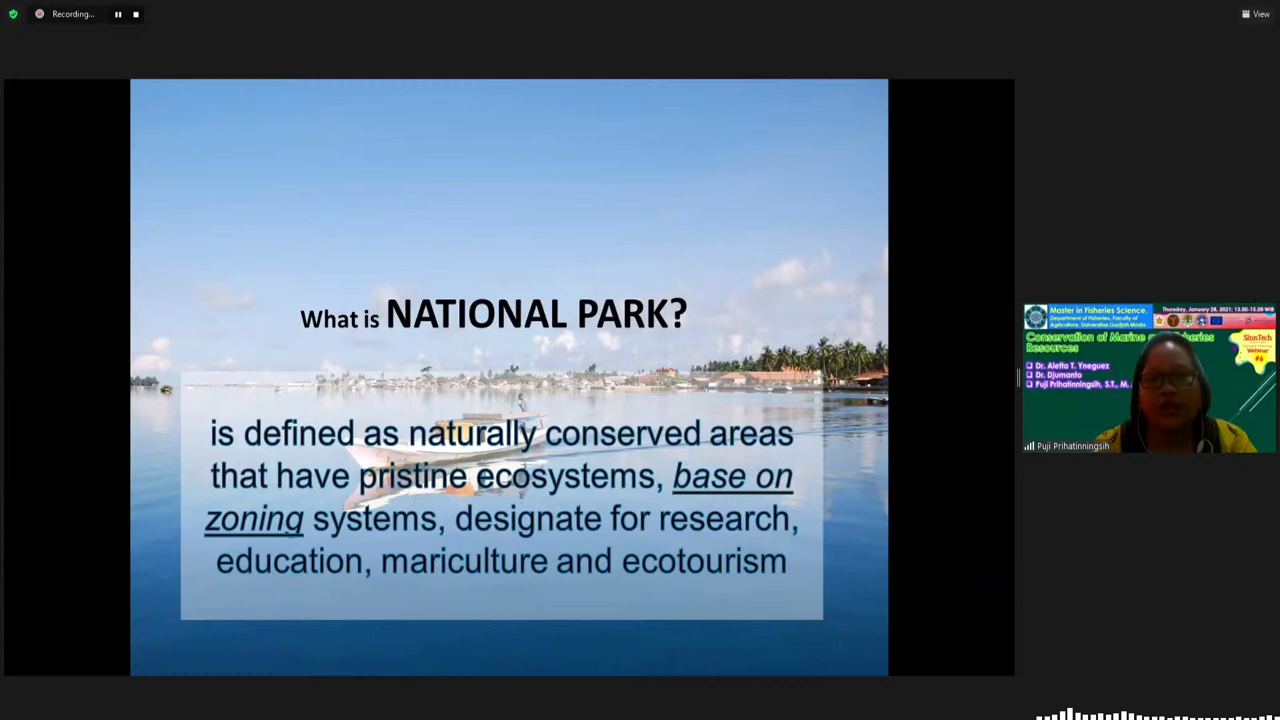 Recording...
View
What is NATIONAL PARK?
is defined as naturally conserved areas
that have pristine ecosystems, base on
zoning systems, designate for research,
education, mariculture and ecotourism
Master in Fisheries Science,
Department of Fisheries, Faculty of
Agriculture, Universitas Gadjah Mada
Thursday, January 28, 2021; 13.00-15.00 WIB
Conservation of Marine
Resources
SinnTech
Webinar
#6
Dr. Aletta T. Yneguez
Dr. Djumanto
Puji Prihatinningsih, S.T., M.
Puji Prihatinningsih